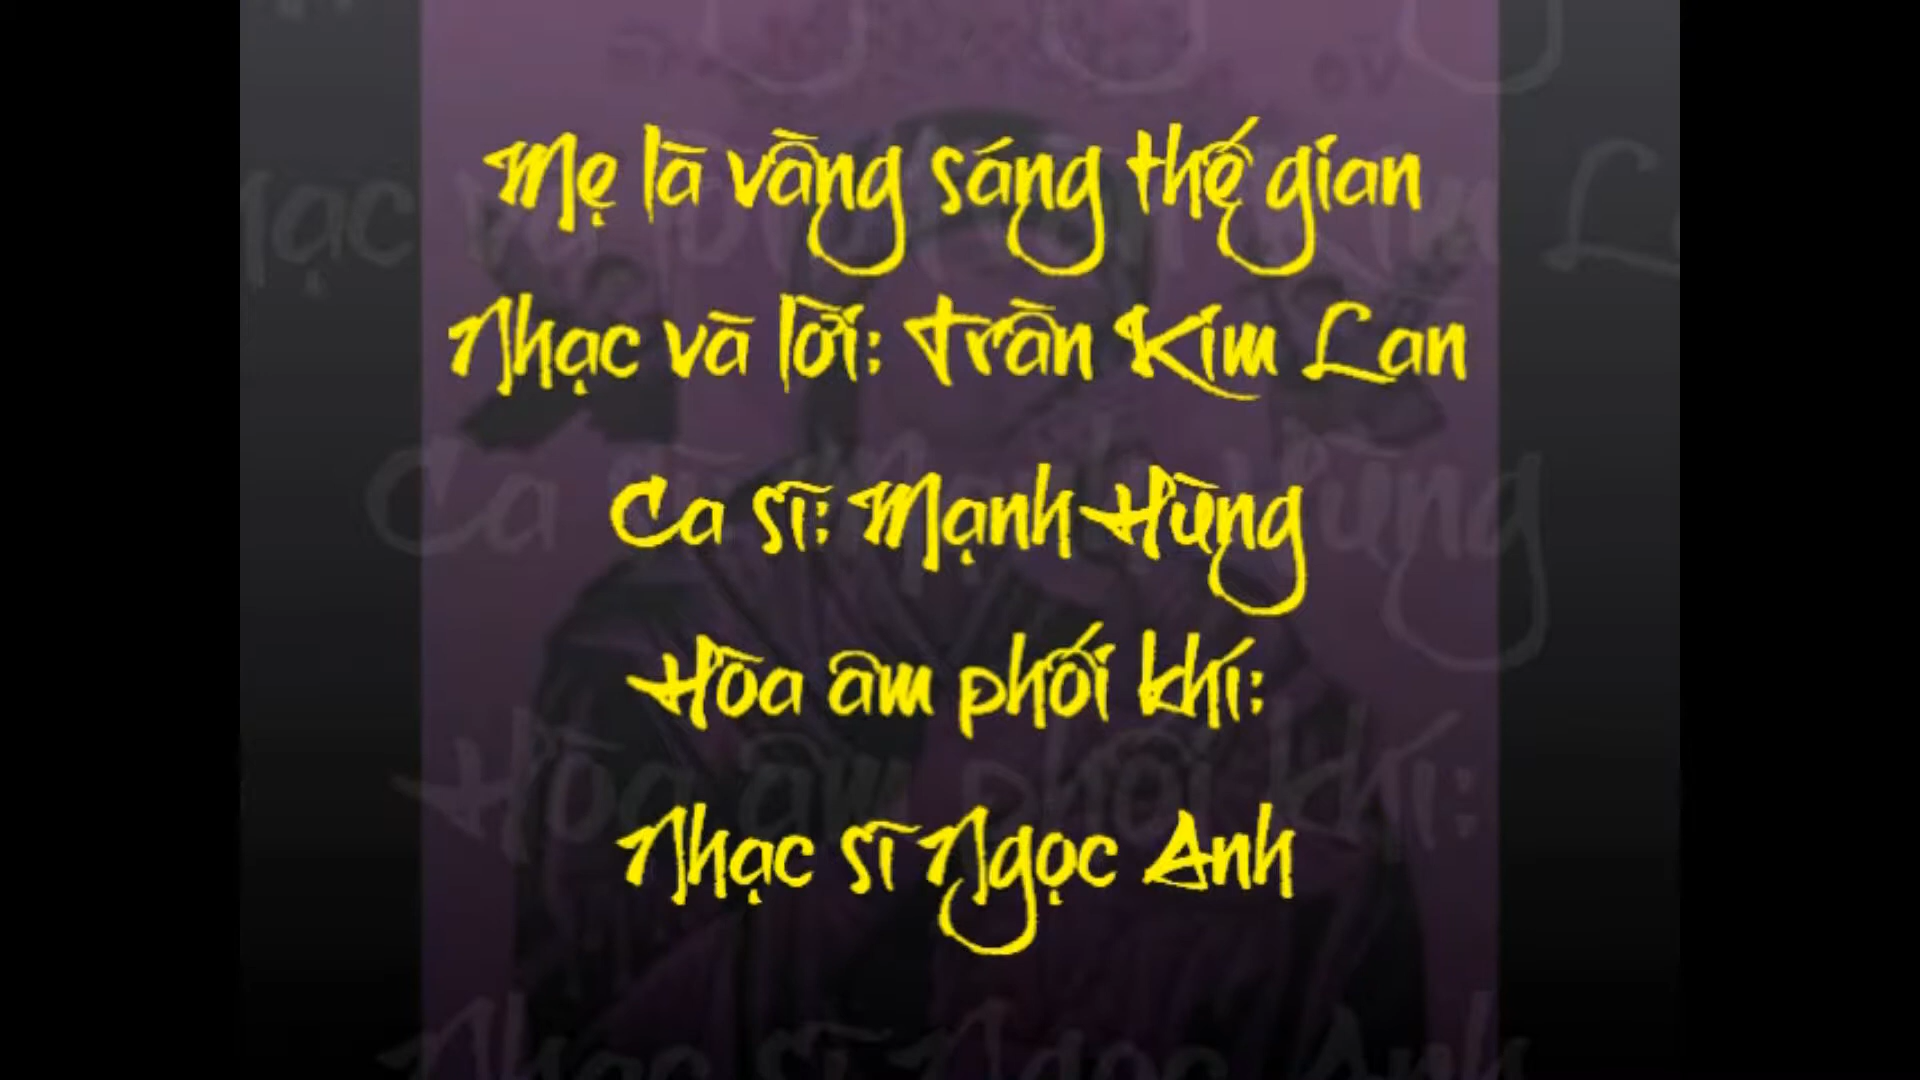 Mẹ là vầng sáng thế gian
Nhạc và lời: Trần Kim Lan
Ca sĩ: Mạnh Hùng
Hòa âm phối khí:
Nhạc sĩ Ngọc Anh